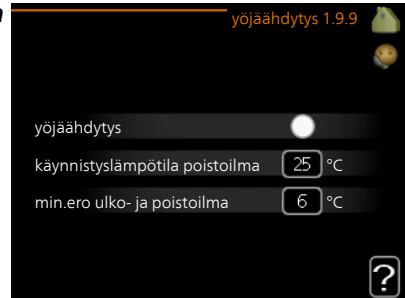 yöjäähdytys 1.9.9
yöjäähdytys
käynnistyslämpötila poistoilma 25 °C
min.ero ulko- ja poistoilma 6 °C
?